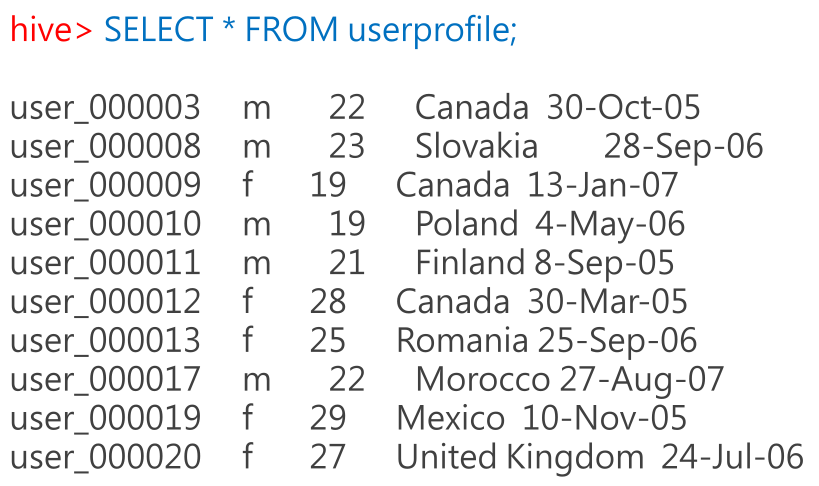 hive> SELECT * FROM userprofile;
user_000003 m 22 Canada 30-Oct-05
user_000008 m 23 Slovakia 28-Sep-06
user_000009 f 19 Canada 13-Jan-07
user_000010 m 19 Poland 4-May-06
user_000011 m 21 Finland 8-Sep-05
user_000012 f 28 Canada 30-Mar-05
user_000013 f 25 Romania 25-Sep-06
user_000017 m 22 Morocco 27-Aug-07
user_000019 f 29 Mexico 10-Nov-05
user_000020 f 27 United Kingdom 24-Jul-06